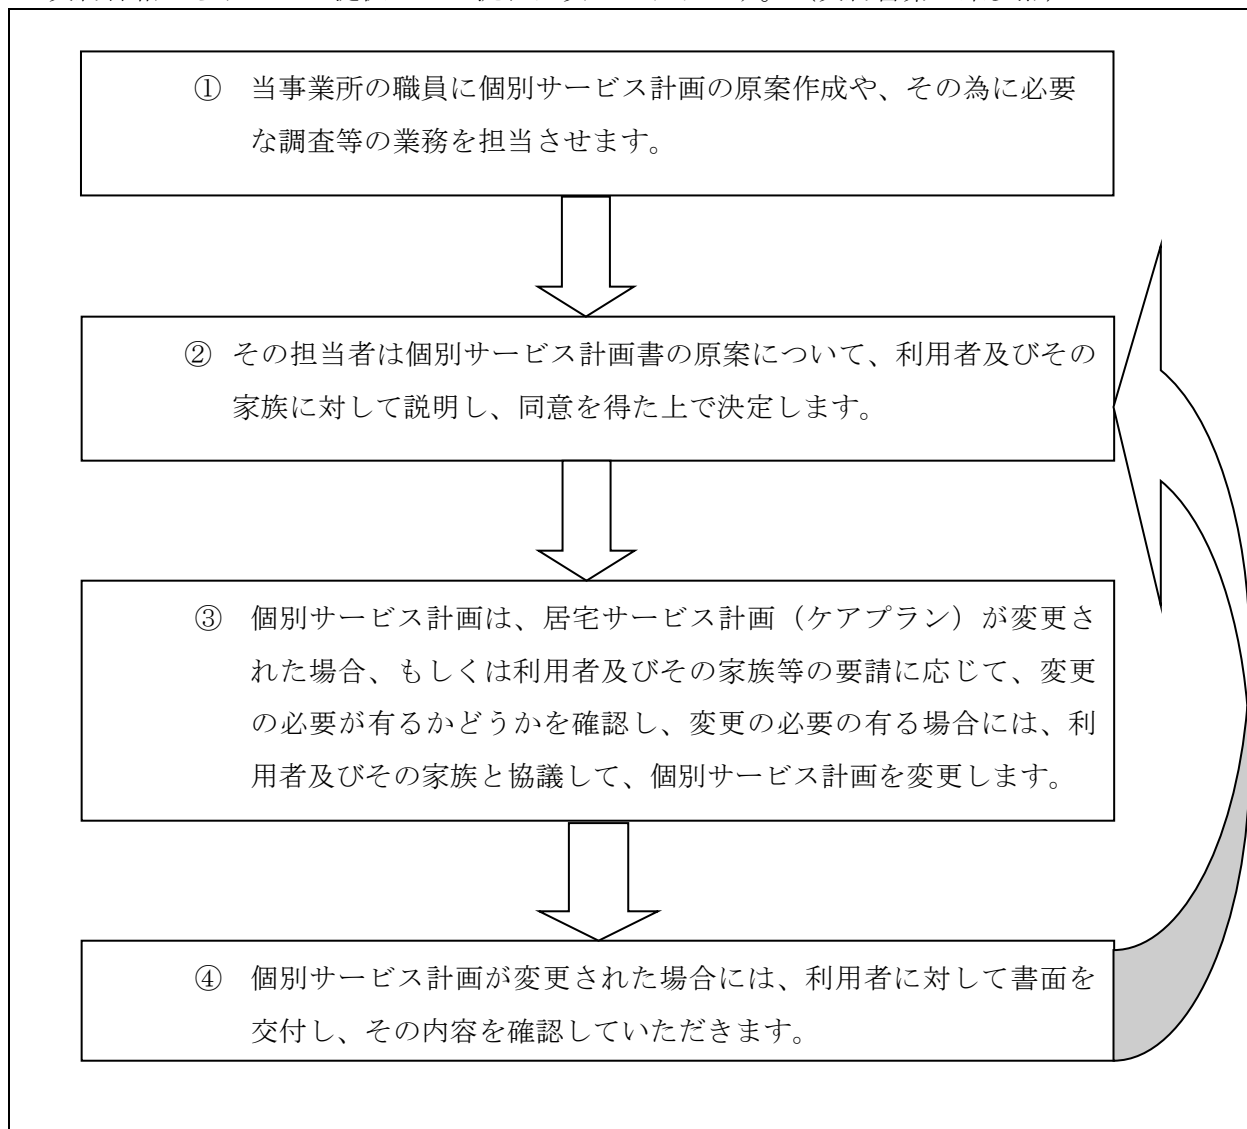 ① 当事業所の職員に個別サービス計画の原案作成や、その為に必要
な調査等の業務を担当させます。
② その担当者は個別サービス計画書の原案について、利用者及びその
家族に対して説明し、同意を得た上で決定します。
③ 個別サービス計画は、居宅サービス計画（ケアプラン）が変更さ
れた場合、もしくは利用者及びその家族等の要請に応じて、変更
の必要が有るかどうかを確認し、変更の必要の有る場合には、利
用者及びその家族と協議して、個別サービス計画を変更します。
④ 個別サービス計画が変更された場合には、利用者に対して書面を
交付し、その内容を確認していただきます。